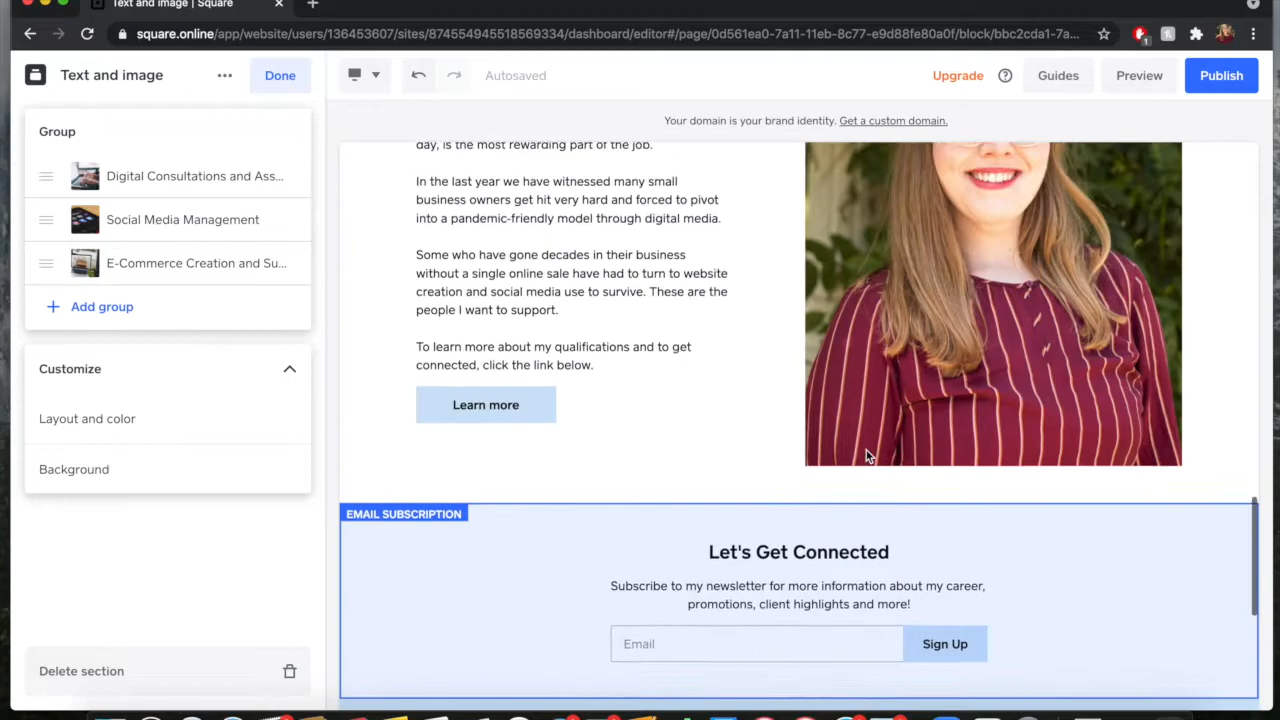 Text and image | Square
square.online/app/website/users/136453607/sites/874554945518569334/dashboard/editor#/page/0d561ea0-7a11-11eb-8c77-e9d88fe80a0f/block/bbc2cda1-7a...
1
Text and image
Done
Autosaved
Upgrade
Guides
Preview
Publish
Your domain is your brand identity. Get a custom domain.
Group
Digital Consultations and Ass...
Social Media Management
E-Commerce Creation and Su...
Add group
Customize
Layout and color
Background
Delete section
day, is the most rewarding part of the job.
In the last year we have witnessed many small
business owners get hit very hard and forced to pivot
into a pandemic-friendly model through digital media.
Some who have gone decades in their business
without a single online sale have had to turn to website
creation and social media use to survive. These are the
people I want to support.
To learn more about my qualifications and to get
connected, click the link below.
Learn more
EMAIL SUBSCRIPTION
Let's Get Connected
Subscribe to my newsletter for more information about my career,
promotions, client highlights and more!
Email
Sign Up